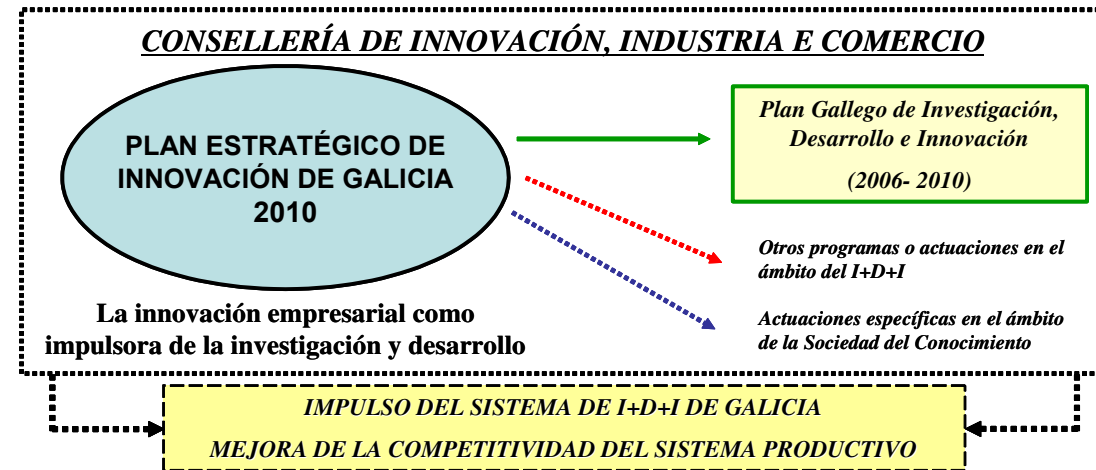 CONSELLERÍA DE INNOVACIÓN, INDUSTRIA E COMERCIO
PLAN ESTRATÉGICO DE
INNOVACIÓN DE GALICIA
2010
Plan Gallego de Investigación,
Desarrollo e Innovación
(2006- 2010)
Otros programas o actuaciones en el
ámbito del I+D+I
Actuaciones específicas en el ámbito
de la Sociedad del Conocimiento
La innovación empresarial como
impulsora de la investigación y desarrollo
IMPULSO DEL SISTEMA DE I+D+I DE GALICIA
MEJORA DE LA COMPETITIVIDAD DEL SISTEMA PRODUCTIVO